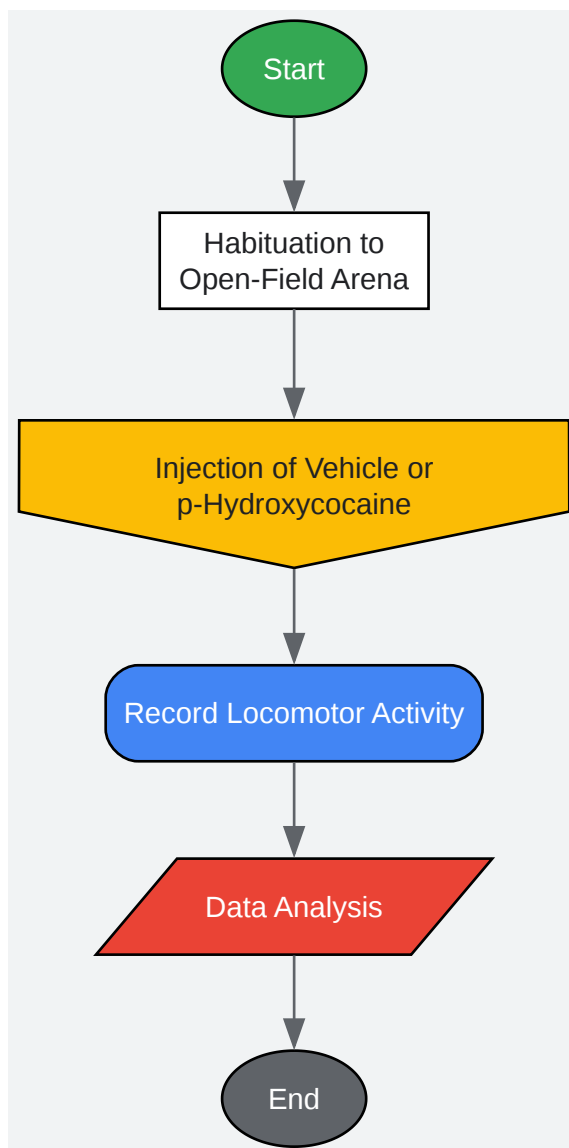 Start
Habituation to
Open-Field Arena
Injection of Vehicle or
p-Hydroxycocaine
Record Locomotor Activity
Data Analysis
End